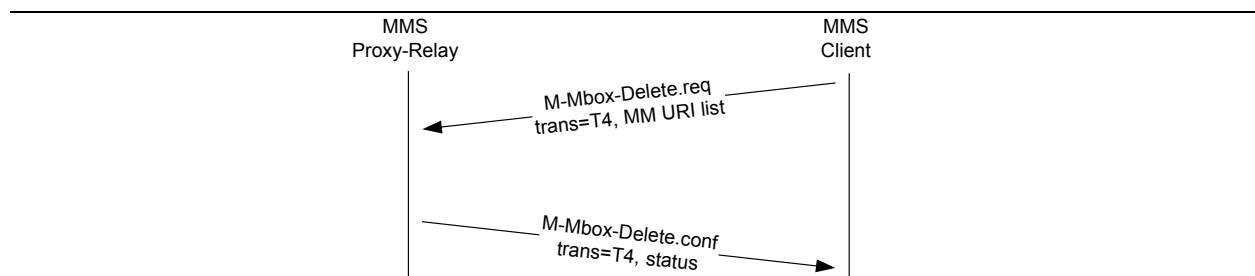 MMS
Proxy-Relay
MMS
Client
M-Mbox-Delete.req
trans=T4, MM URI list
M-Mbox-Delete.conf
trans=T4, status